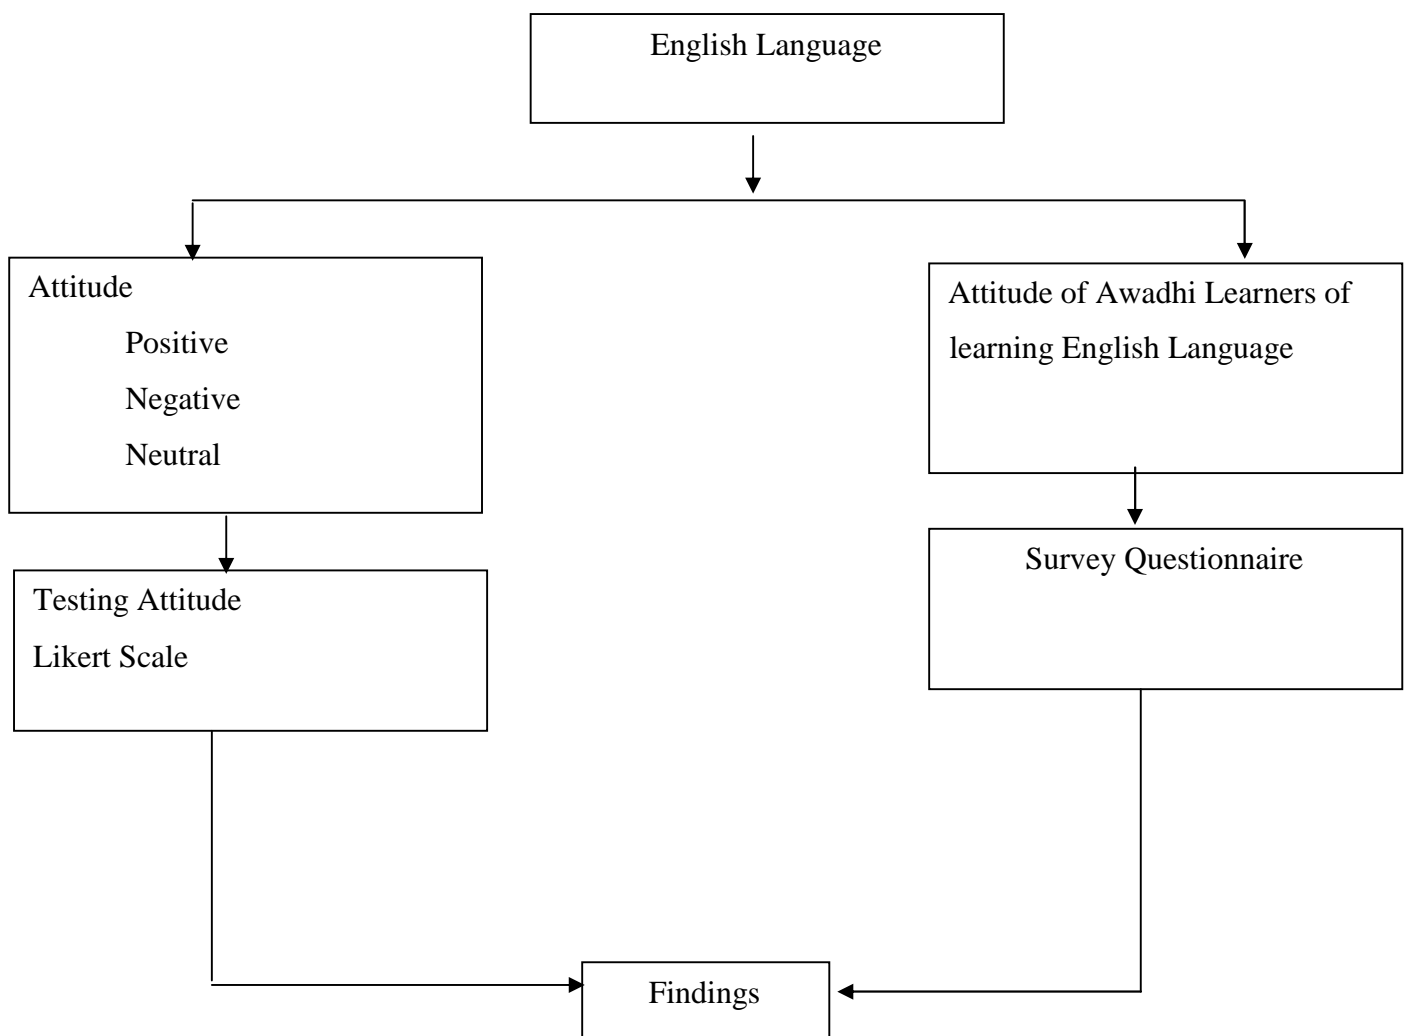 English Language
Attitude
Positive
Negative
Neutral
Attitude of Awadhi Learners of
learning English Language
Testing Attitude
Likert Scale
Survey Questionnaire
Findings